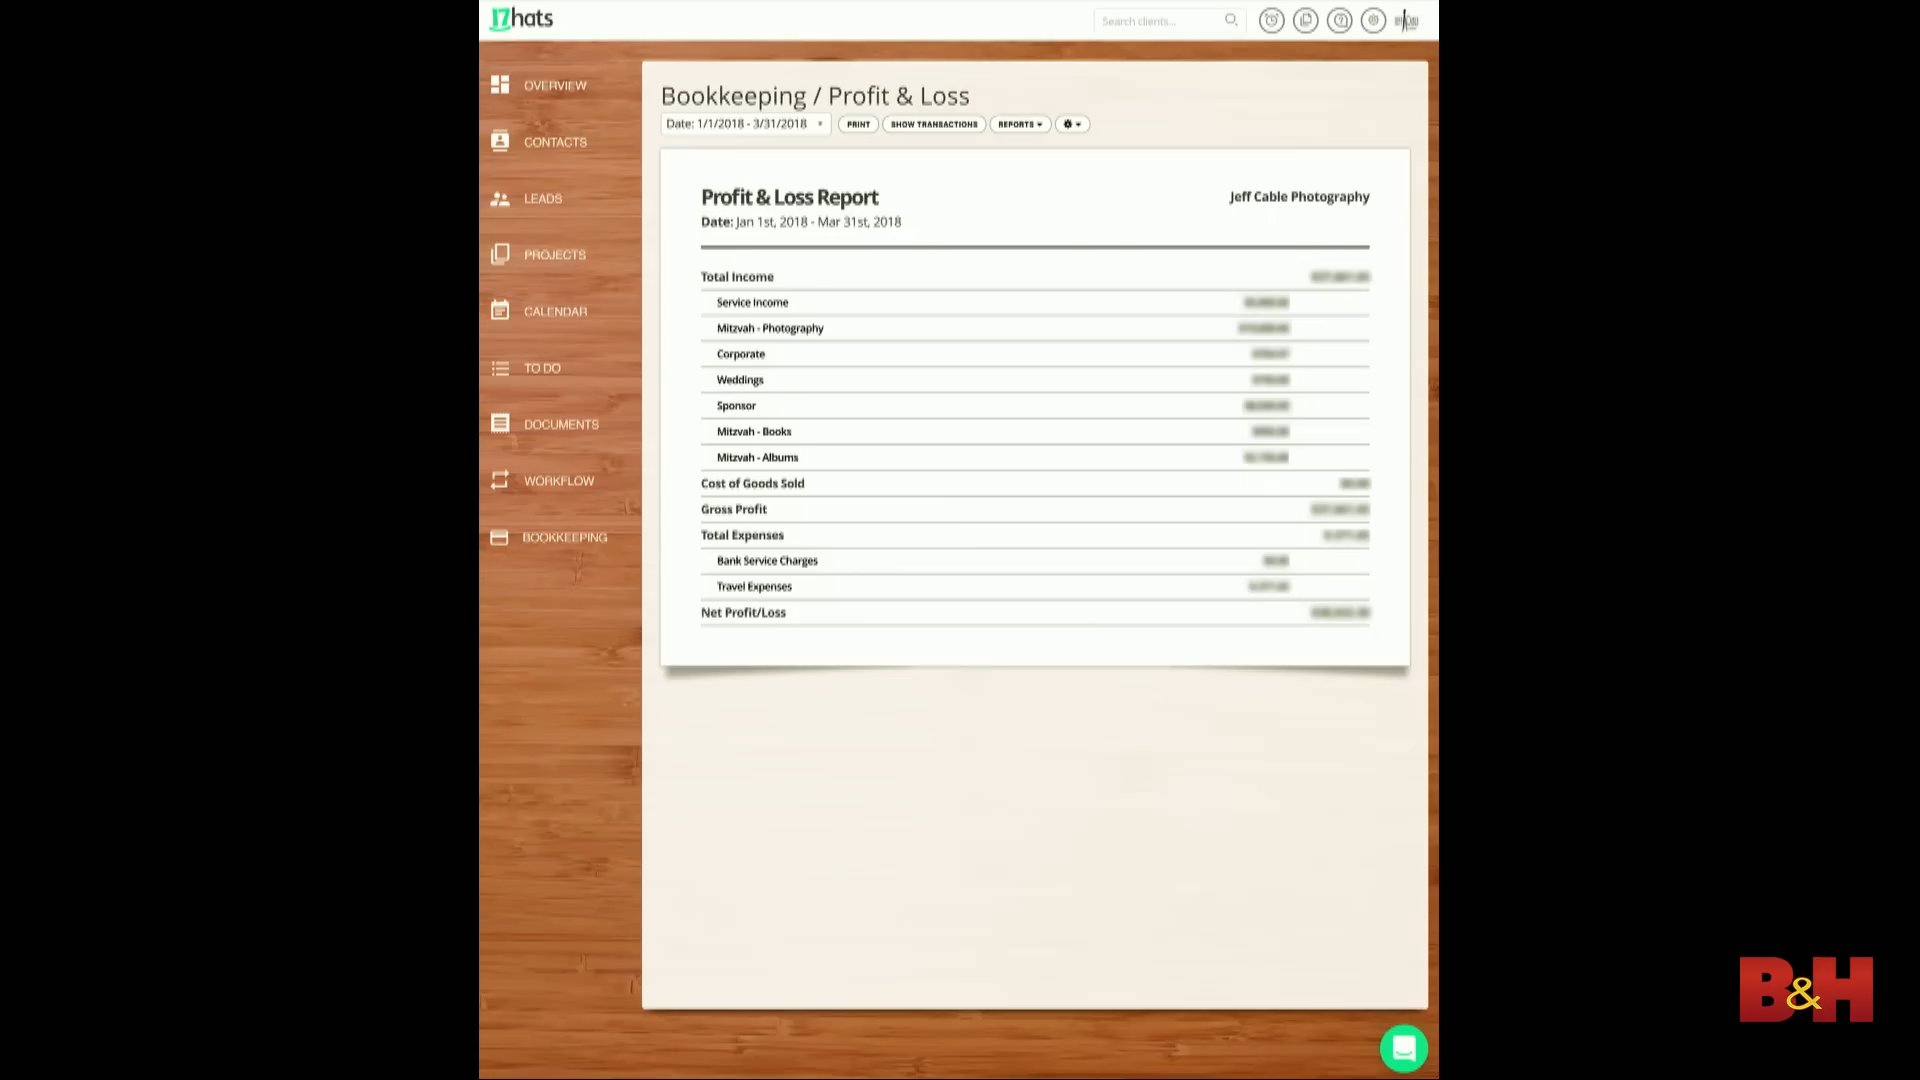 17hats
Search clients...
OVERVIEW
CONTACTS
LEADS
PROJECTS
CALENDAR
TO DO
DOCUMENTS
WORKFLOW
BOOKKEEPING
Bookkeeping / Profit & Loss
Date: 1/1/2018 - 3/31/2018
PRINT
SHOW TRANSACTIONS
REPORTS
Profit & Loss Report
Jeff Cable Photography
Date: Jan 1st, 2018 - Mar 31st, 2018
Total Income
Service Income
Mitzvah - Photography
Corporate
Weddings
Sponsor
Mitzvah - Books
Mitzvah - Albums
Cost of Goods Sold
Gross Profit
Total Expenses
Bank Service Charges
Travel Expenses
Net Profit/Loss
B&H